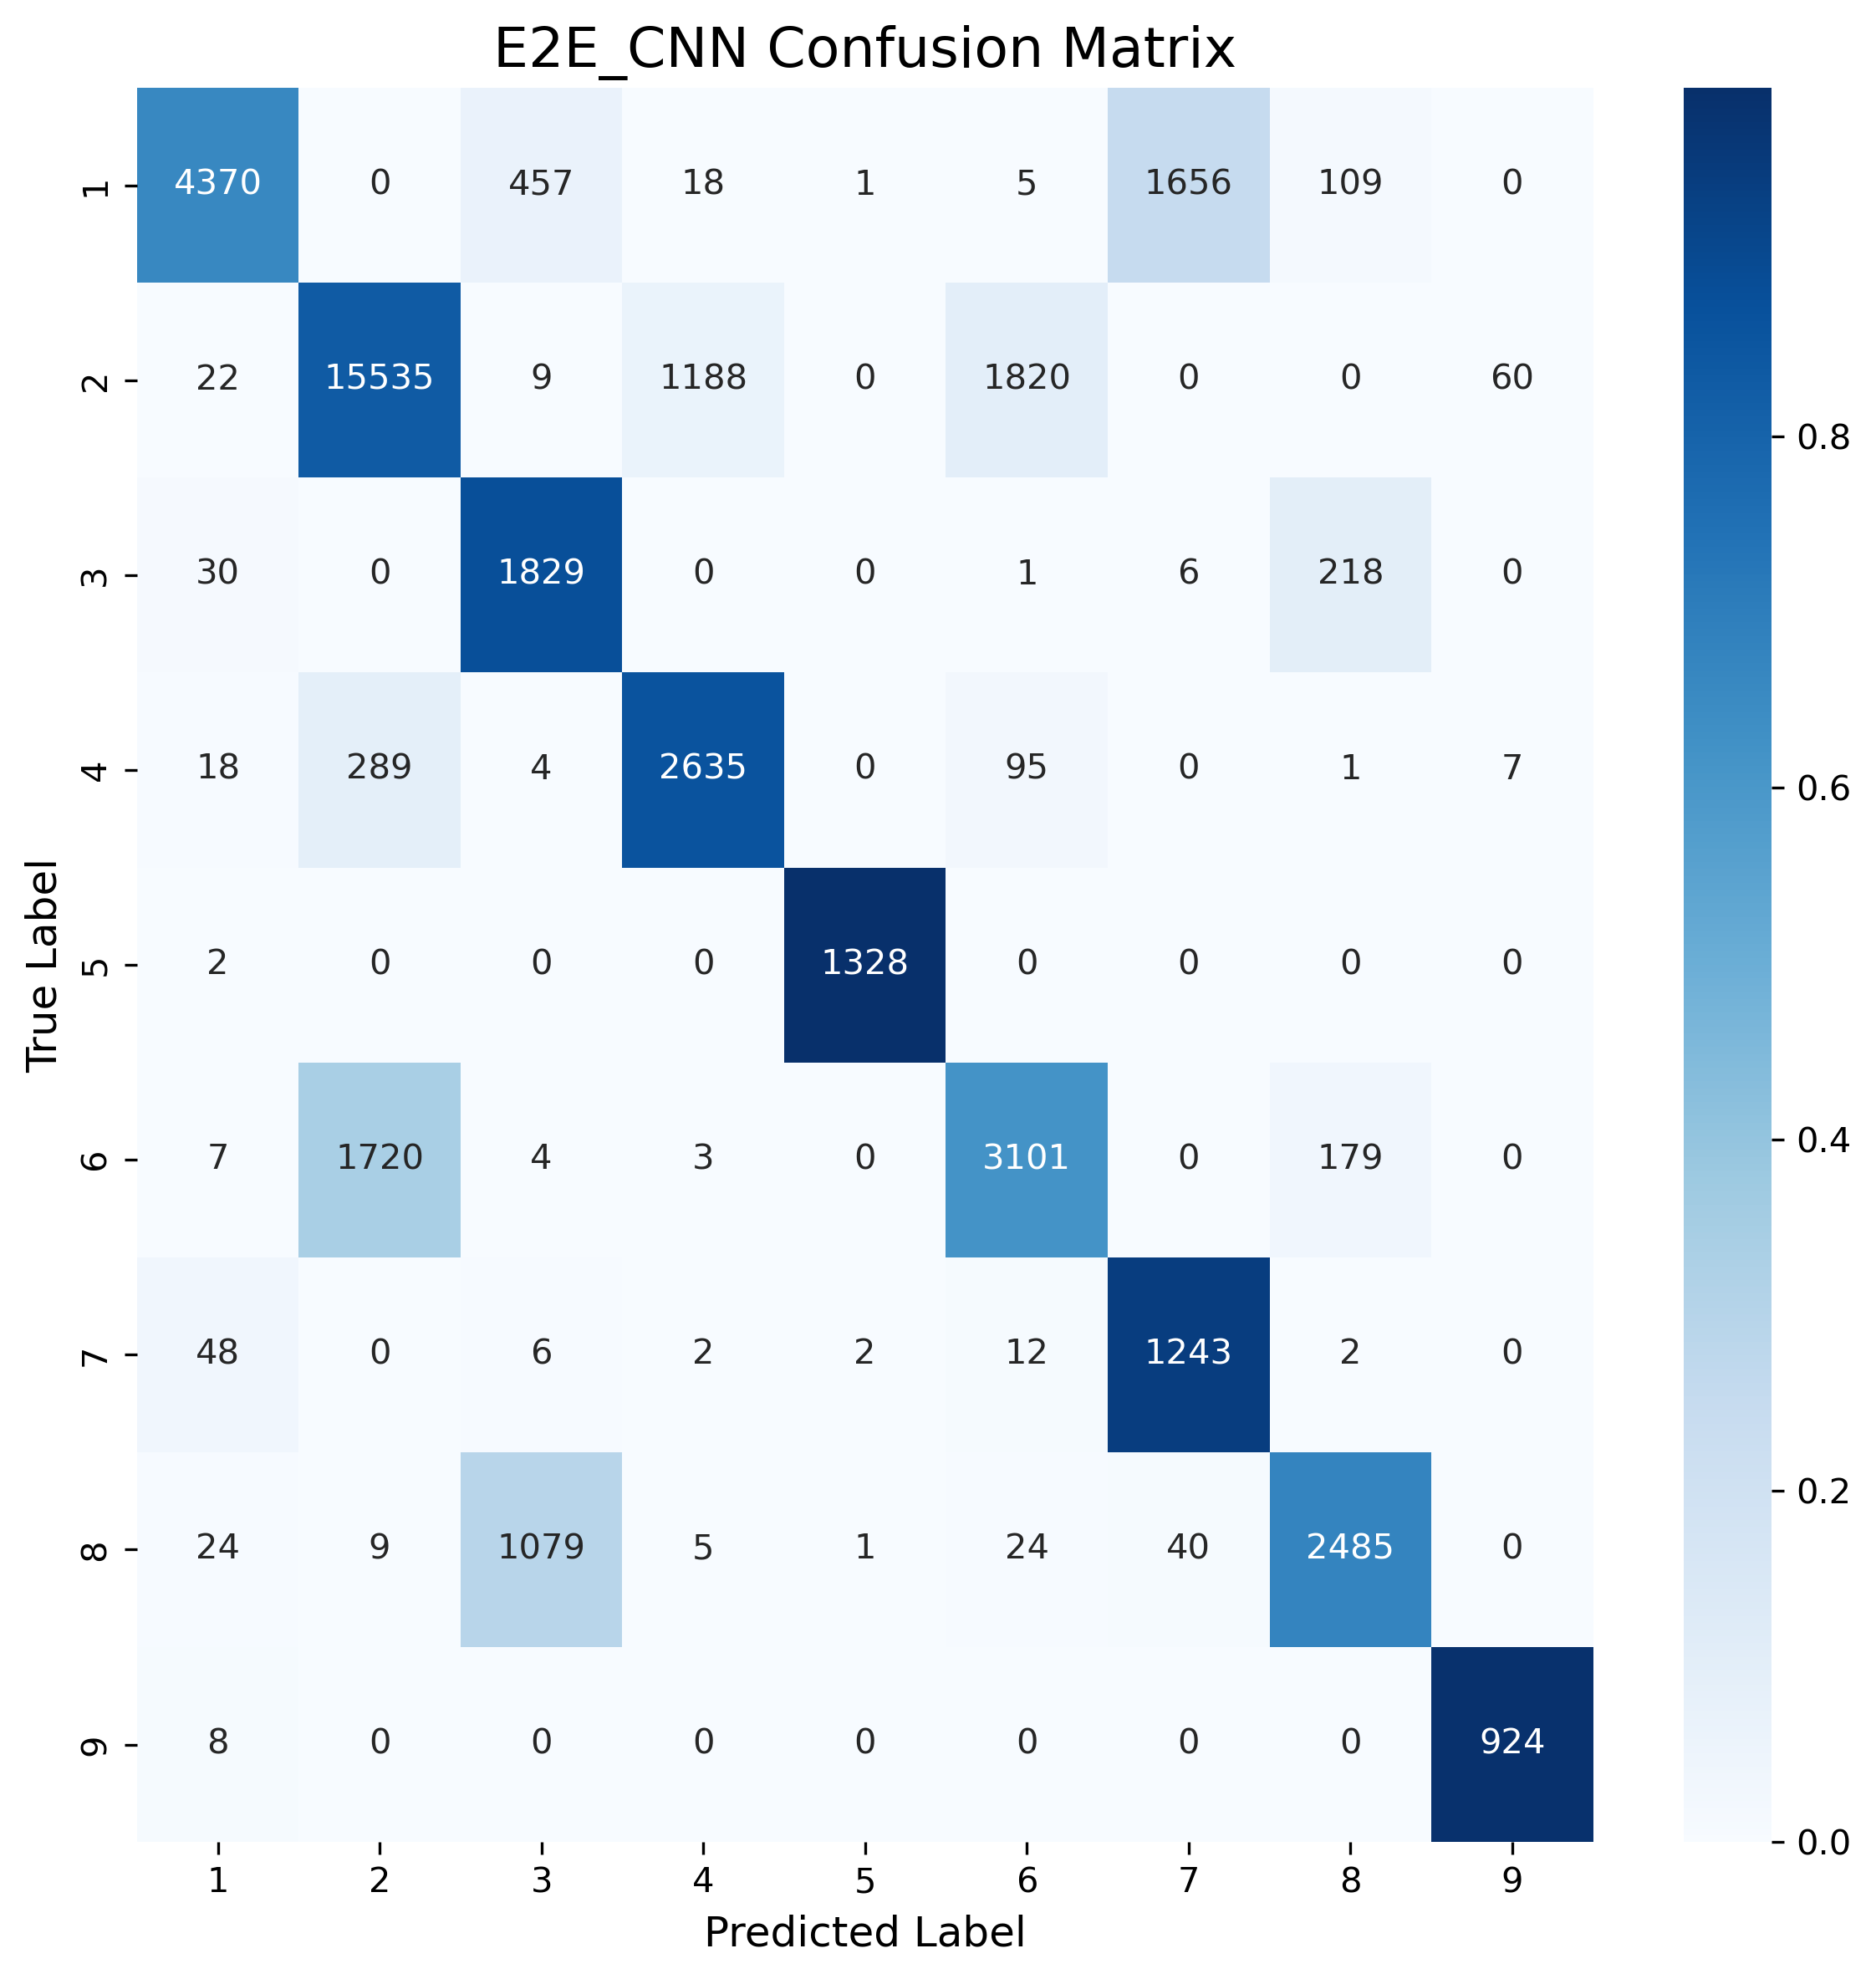 E2E_CNN Confusion Matrix
1 4370 0 457 18 1 5 1656 109 0
2 22 15535 9 1188 0 1820 0 0 60
0.8
3 30 0 1829 0 0 1 6 218 0
4 18 289 4 2635 0 95 0 1 7
0.6
True Label
5 2 0 0 0 1328 0 0 0 0
0.4
6 7 1720 4 3 0 3101 0 179 0
7 48 0 6 2 2 12 1243 2 0
0.2
8 24 9 1079 5 1 24 40 2485 0
9 8 0 0 0 0 0 0 0 924
0.0
1 2 3 4 5 6 7 8 9
Predicted Label